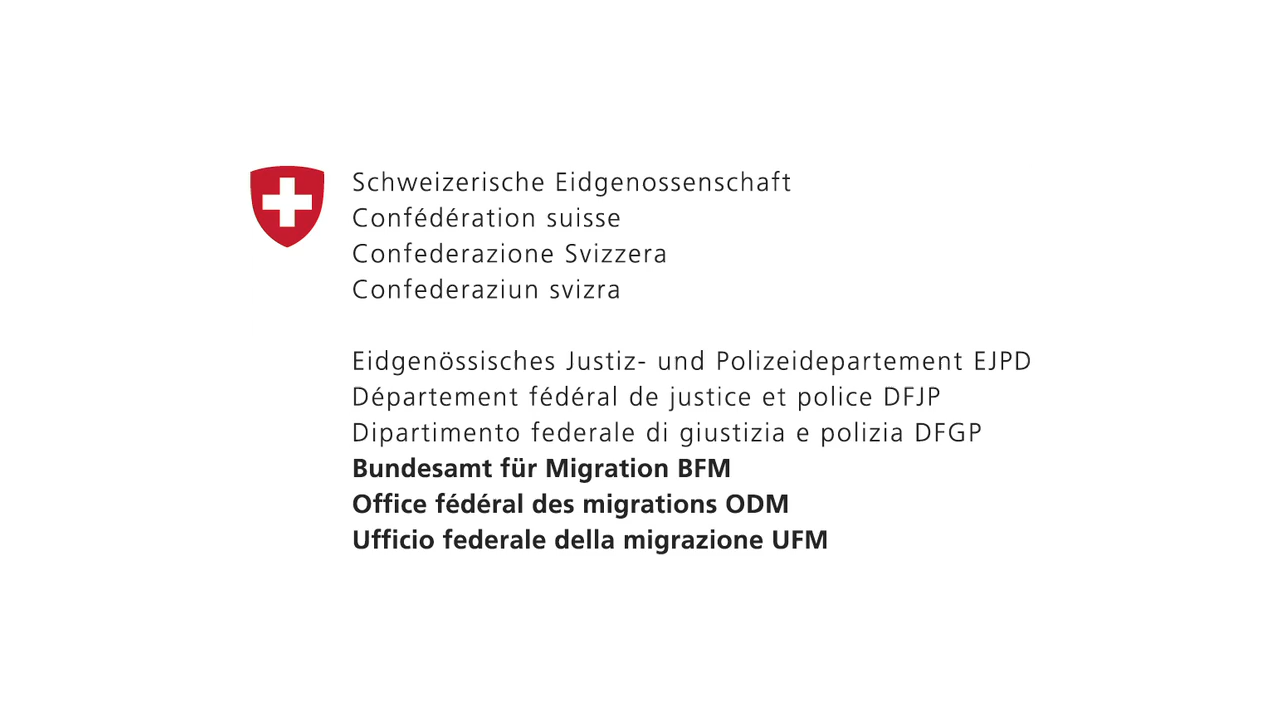 Schweizerische Eidgenossenschaft
Confédération suisse
Confederazione Svizzera
Confederaziun svizra
Eidgenössisches Justiz- und Polizeidepartement EJPD
Département fédéral de justice et police DFJP
Dipartimento federale di giustizia e polizia DFGP
Bundesamt für Migration BFM
Office fédéral des migrations ODM
Ufficio federale della migrazione UFM